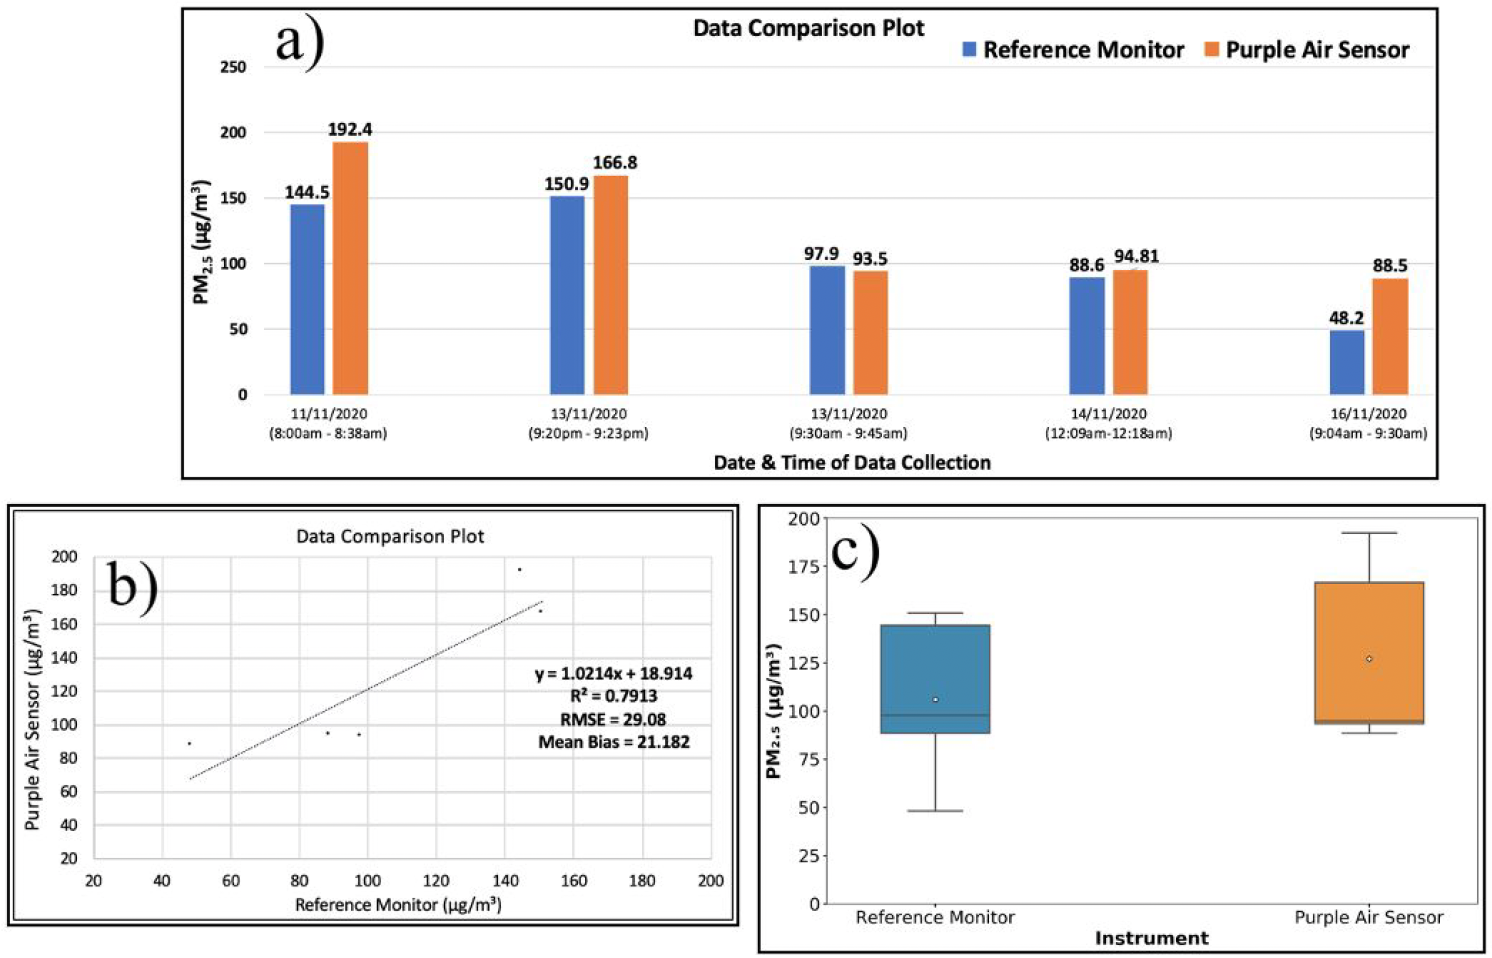 a)
Data Comparison Plot
Reference Monitor Purple Air Sensor
250
200
150
100
50
0
PM₂.₅ (µg/m³)
144.5 192.4
150.9 166.8
97.9 93.5
88.6 94.81
48.2 88.5
11/11/2020 13/11/2020 13/11/2020 14/11/2020 16/11/2020
(8:00am - 8:38am) (9:20pm - 9:23pm) (9:30am - 9:45am) (12:09am-12:18am) (9:04am - 9:30am)
Date & Time of Data Collection
b)
Data Comparison Plot
200
180
160
140
120
100
80
60
40
20
Purple Air Sensor (µg/m³)
y = 1.0214x + 18.914
R² = 0.7913
RMSE = 29.08
Mean Bias = 21.182
20 40 60 80 100 120 140 160 180 200
Reference Monitor (µg/m³)
c)
200
175
150
125
100
75
50
25
0
PM₂.₅ (µg/m³)
Reference Monitor Purple Air Sensor
Instrument